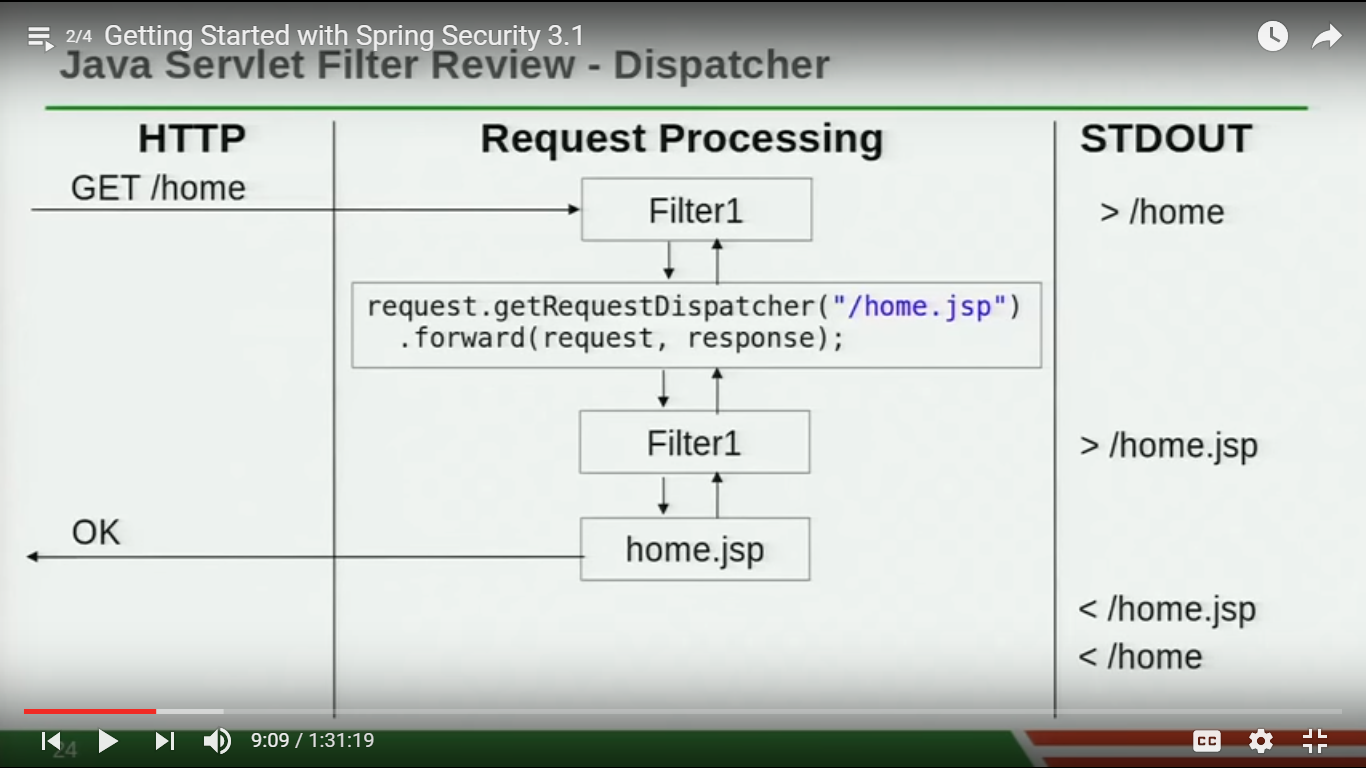 2/4 Getting Started with Spring Security 3.1
Java Servlet Filter Review - Dispatcher
HTTP
Request Processing
STDOUT
GET /home
Filter1
> /home
request.getRequestDispatcher("/home.jsp")
.forward(request, response);
Filter1
> /home.jsp
OK
home.jsp
< /home.jsp
< /home
24
9:09 / 1:31:19
CC